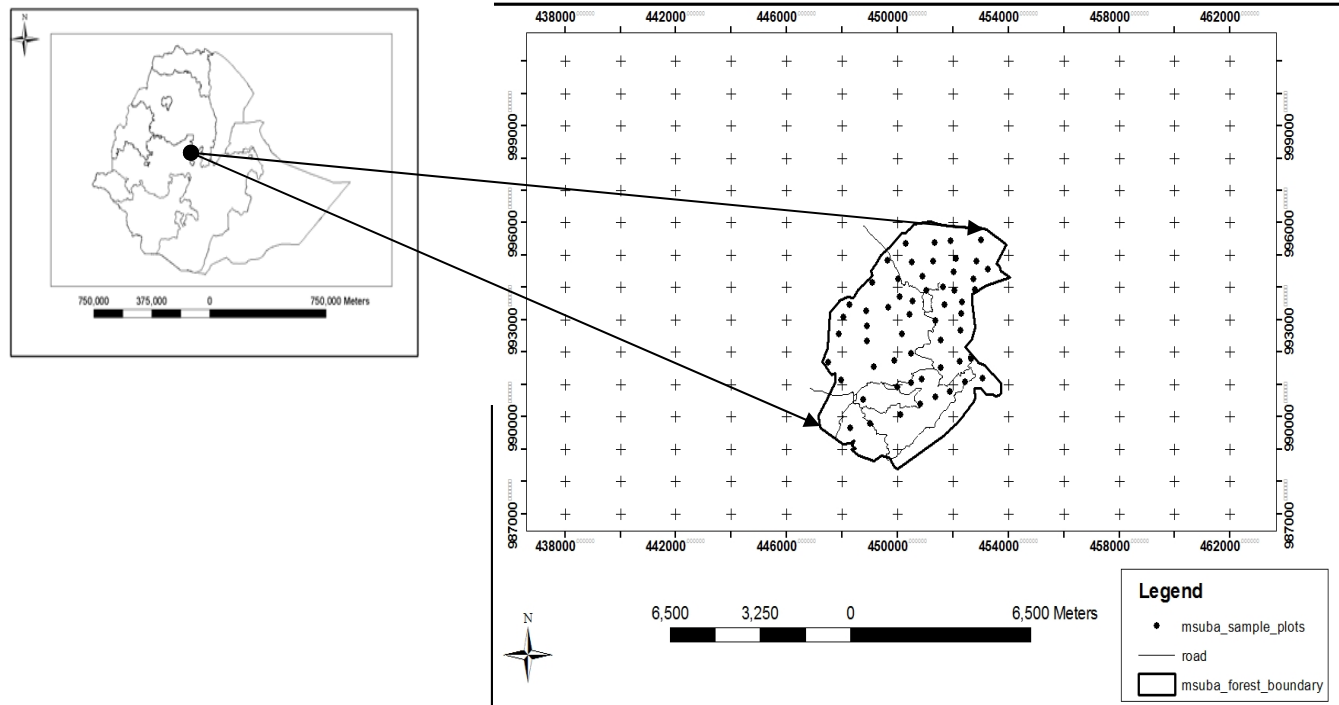 N
750,000 375,000 0 750,000 Meters
438000 442000 446000 450000 454000 458000 462000
999000 999000
996000 996000
993000 993000
990000 990000
987000 987000
438000 442000 446000 450000 454000 458000 462000
N
6,500 3,250 0 6,500 Meters
Legend
msuba_sample_plots
road
msuba_forest_boundary